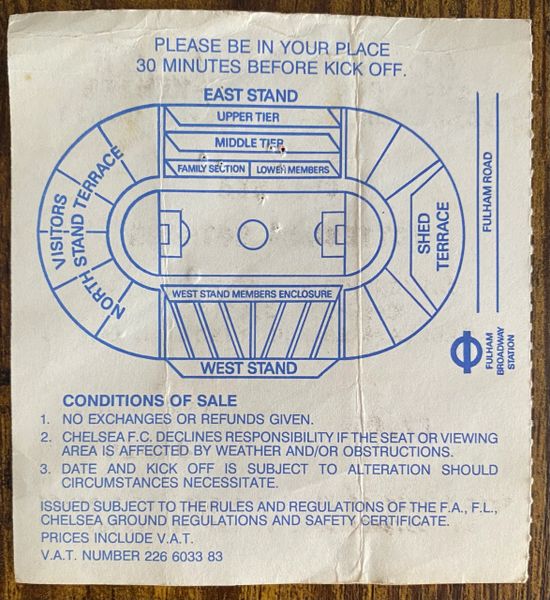 PLEASE BE IN YOUR PLACE
30 MINUTES BEFORE KICK OFF.
EAST STAND
UPPER TIER
MIDDLE TIER
FAMILY SECTION
LOWER MEMBERS
VISITORS
NORTH STAND TERRACE
SHED
TERRACE
FULHAM ROAD
WEST STAND MEMBERS ENCLOSURE
WEST STAND
FULHAM
BROADWAY
STATION
CONDITIONS OF SALE
1. NO EXCHANGES OR REFUNDS GIVEN.
2. CHELSEA F.C. DECLINES RESPONSIBILITY IF THE SEAT OR VIEWING
AREA IS AFFECTED BY WEATHER AND/OR OBSTRUCTIONS.
3. DATE AND KICK OFF IS SUBJECT TO ALTERATION SHOULD
CIRCUMSTANCES NECESSITATE.
ISSUED SUBJECT TO THE RULES AND REGULATIONS OF THE F.A., F.L.,
CHELSEA GROUND REGULATIONS AND SAFETY CERTIFICATE.
PRICES INCLUDE V.A.T.
V.A.T. NUMBER 226 6033 83